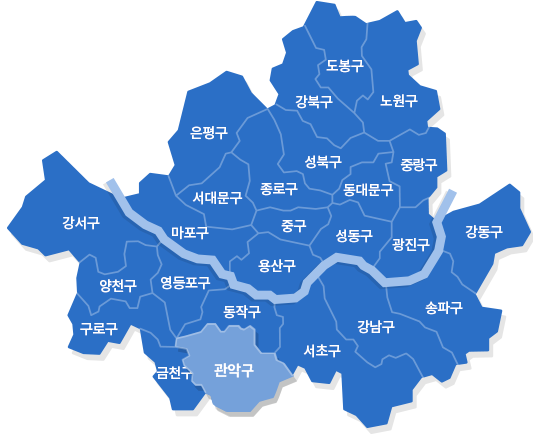 도봉구
노원구
강북구
은평구
성북구
중랑구
서대문구
종로구
동대문구
강서구
마포구
중구
성동구
광진구
강동구
용산구
양천구
영등포구
동작구
송파구
구로구
강남구
서초구
금천구
관악구